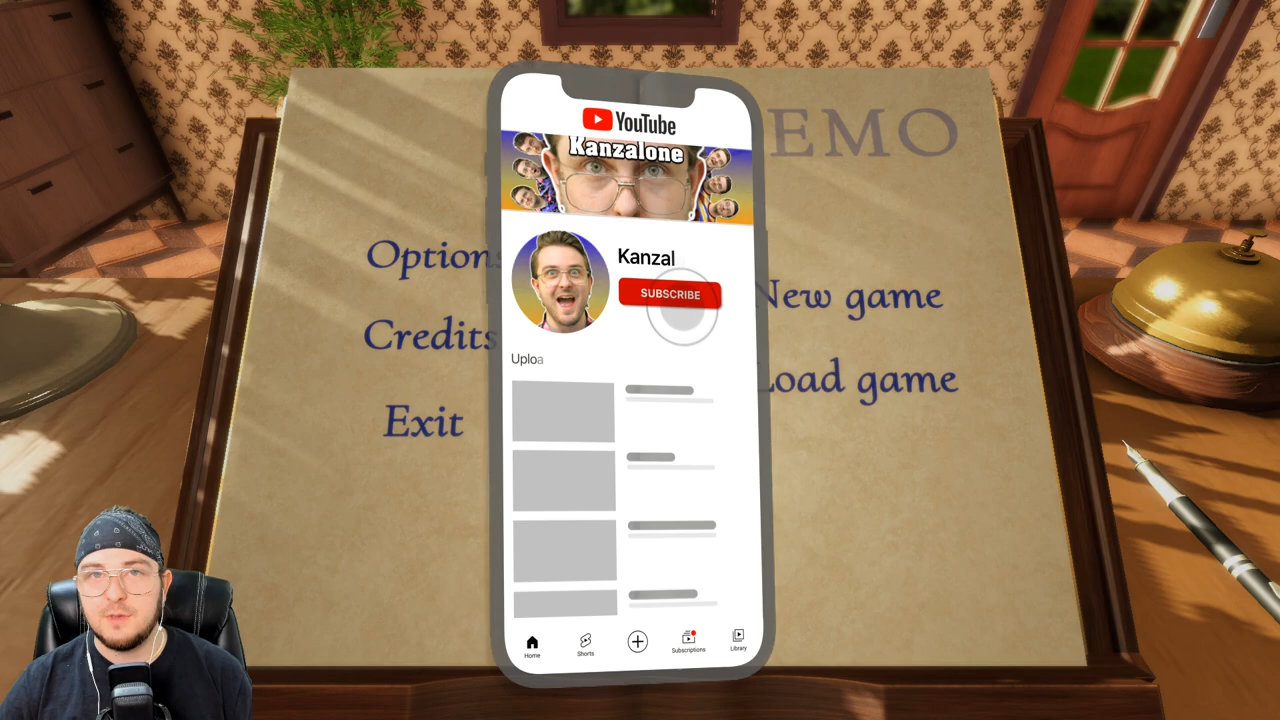 YouTube
Kanzalone
EMO
Kanzal
SUBSCRIBE
Uploa
Options
Credits
Exit
New game
Load game
Home
Shorts
Subscriptions
Library